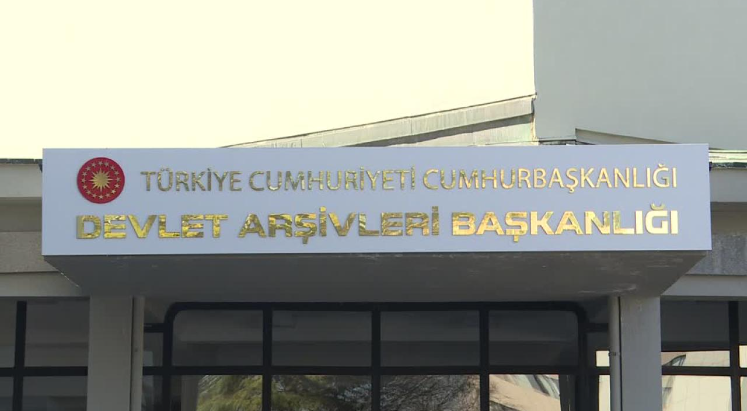 TÜRKİYE CUMHURİYETİ CUMHURBAŞKANLIĞI
DEVLET ARŞİVLERİ BAŞKANLIĞI